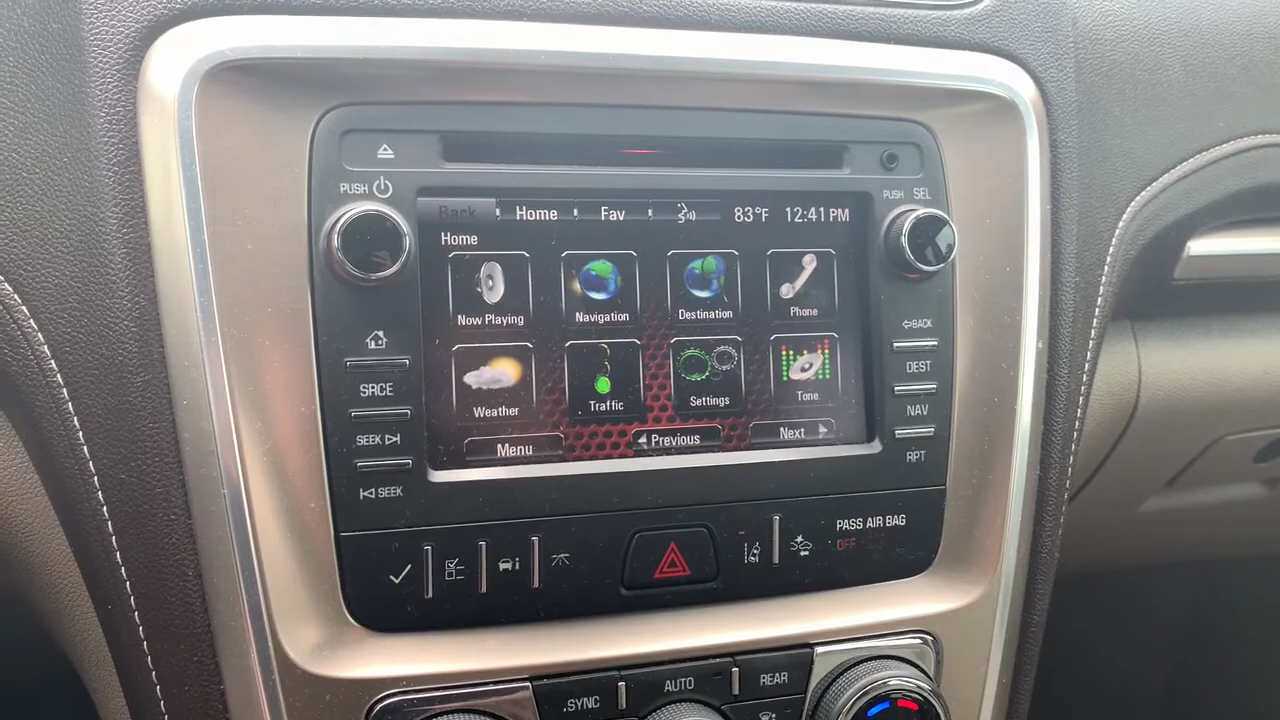 PUSH
PUSH SEL
Back Home Fav 83°F 12:41 PM
Home
Now Playing Navigation Destination Phone
Weather Traffic Settings Tone
Menu Previous Next
SRCE
SEEK
SEEK
BACK
DEST
NAV
RPT
PASS AIR BAG
OFF
SYNC AUTO REAR